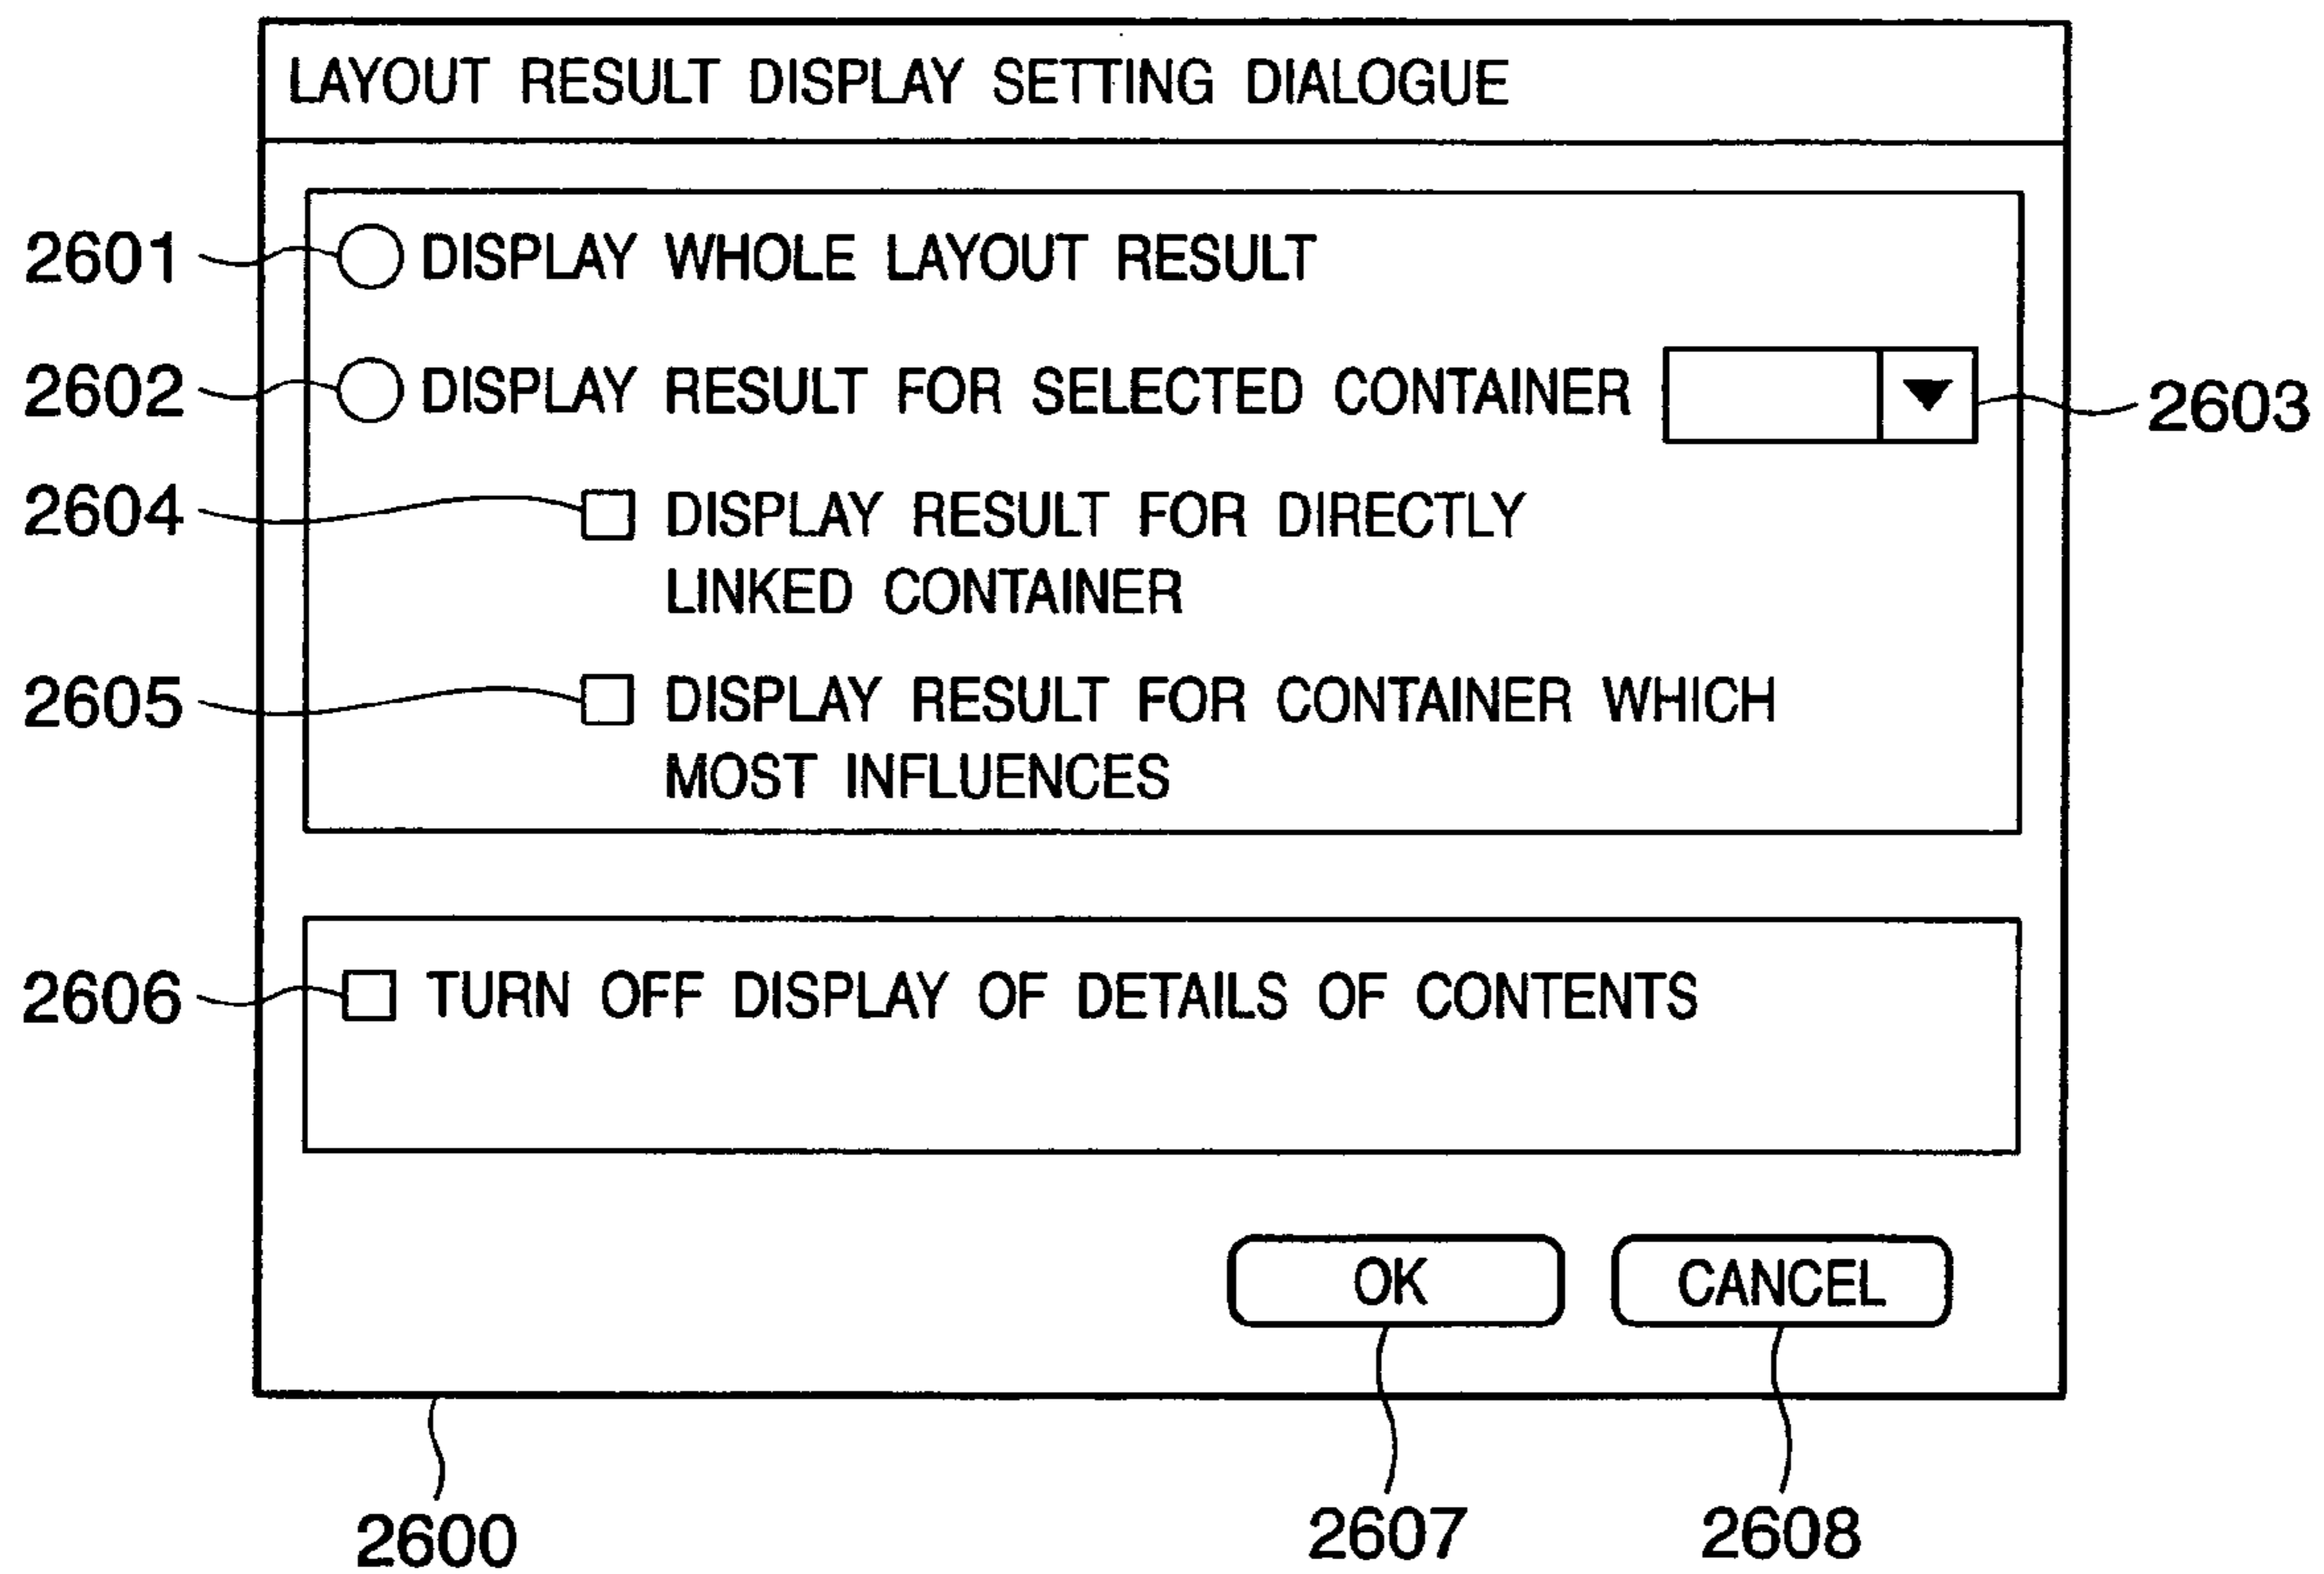 LAYOUT RESULT DISPLAY SETTING DIALOGUE
2601 DISPLAY WHOLE LAYOUT RESULT
2602 DISPLAY RESULT FOR SELECTED CONTAINER 2603
2604 DISPLAY RESULT FOR DIRECTLY
LINKED CONTAINER
2605 DISPLAY RESULT FOR CONTAINER WHICH
MOST INFLUENCES
2606 TURN OFF DISPLAY OF DETAILS OF CONTENTS
OK CANCEL
2600 2607 2608